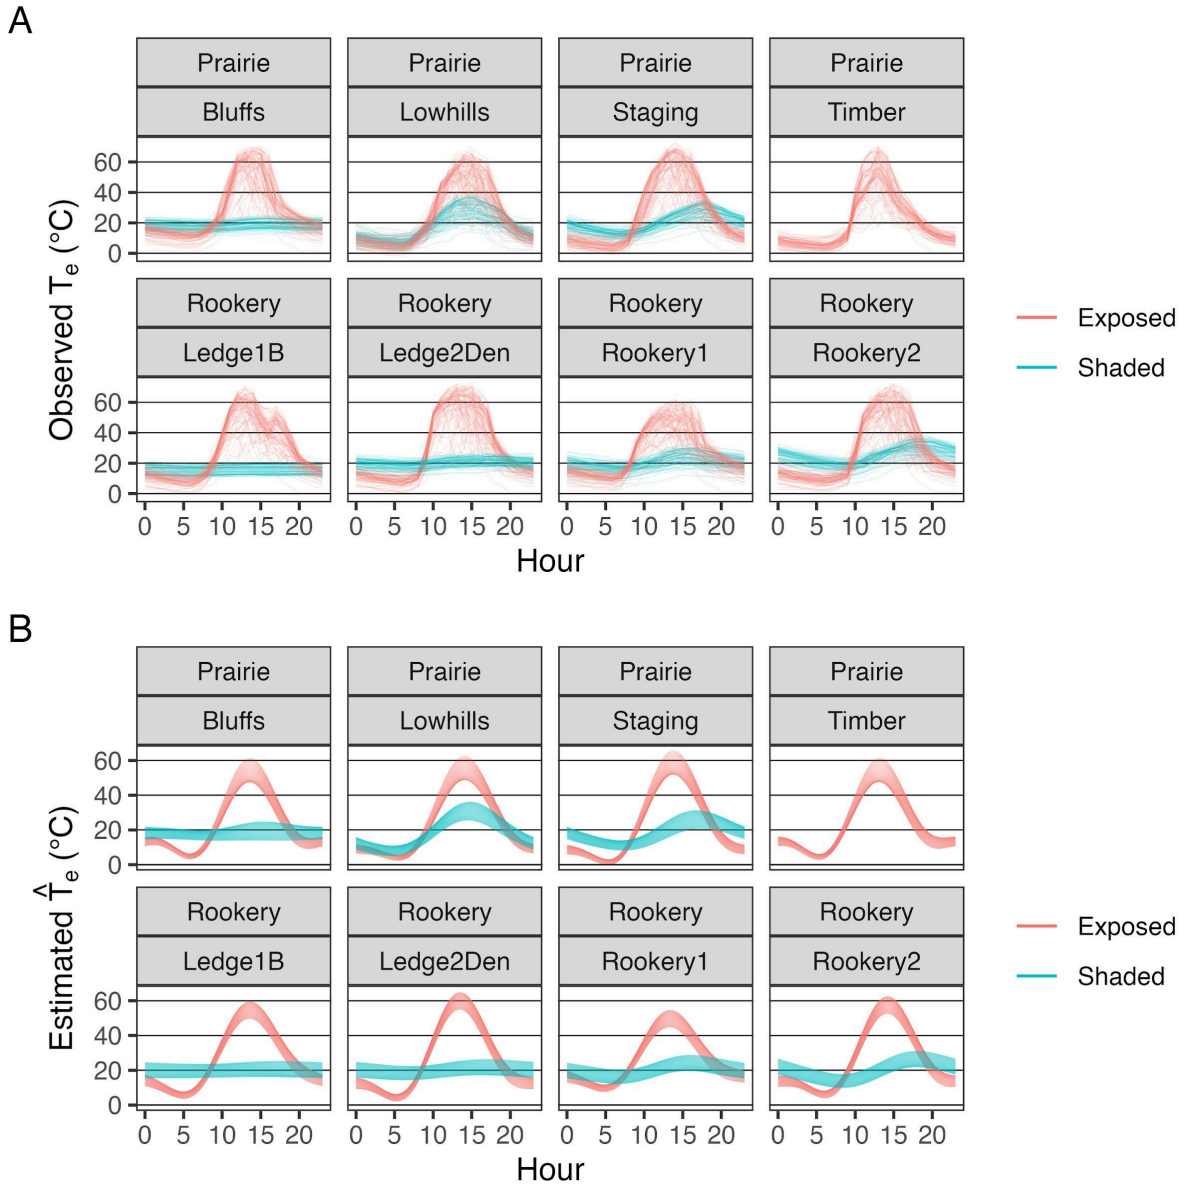 A
Prairie Prairie Prairie Prairie
Bluffs Lowhills Staging Timber
60
40
20
0
Rookery Rookery Rookery Rookery
Ledge1B Ledge2Den Rookery1 Rookery2
60
40
20
0
0 5 10 15 20 0 5 10 15 20 0 5 10 15 20 0 5 10 15 20
Hour
Observed Te (°C)
Exposed
Shaded
B
Prairie Prairie Prairie Prairie
Bluffs Lowhills Staging Timber
60
40
20
0
Rookery Rookery Rookery Rookery
Ledge1B Ledge2Den Rookery1 Rookery2
60
40
20
0
0 5 10 15 20 0 5 10 15 20 0 5 10 15 20 0 5 10 15 20
Hour
Estimated T̂e (°C)
Exposed
Shaded